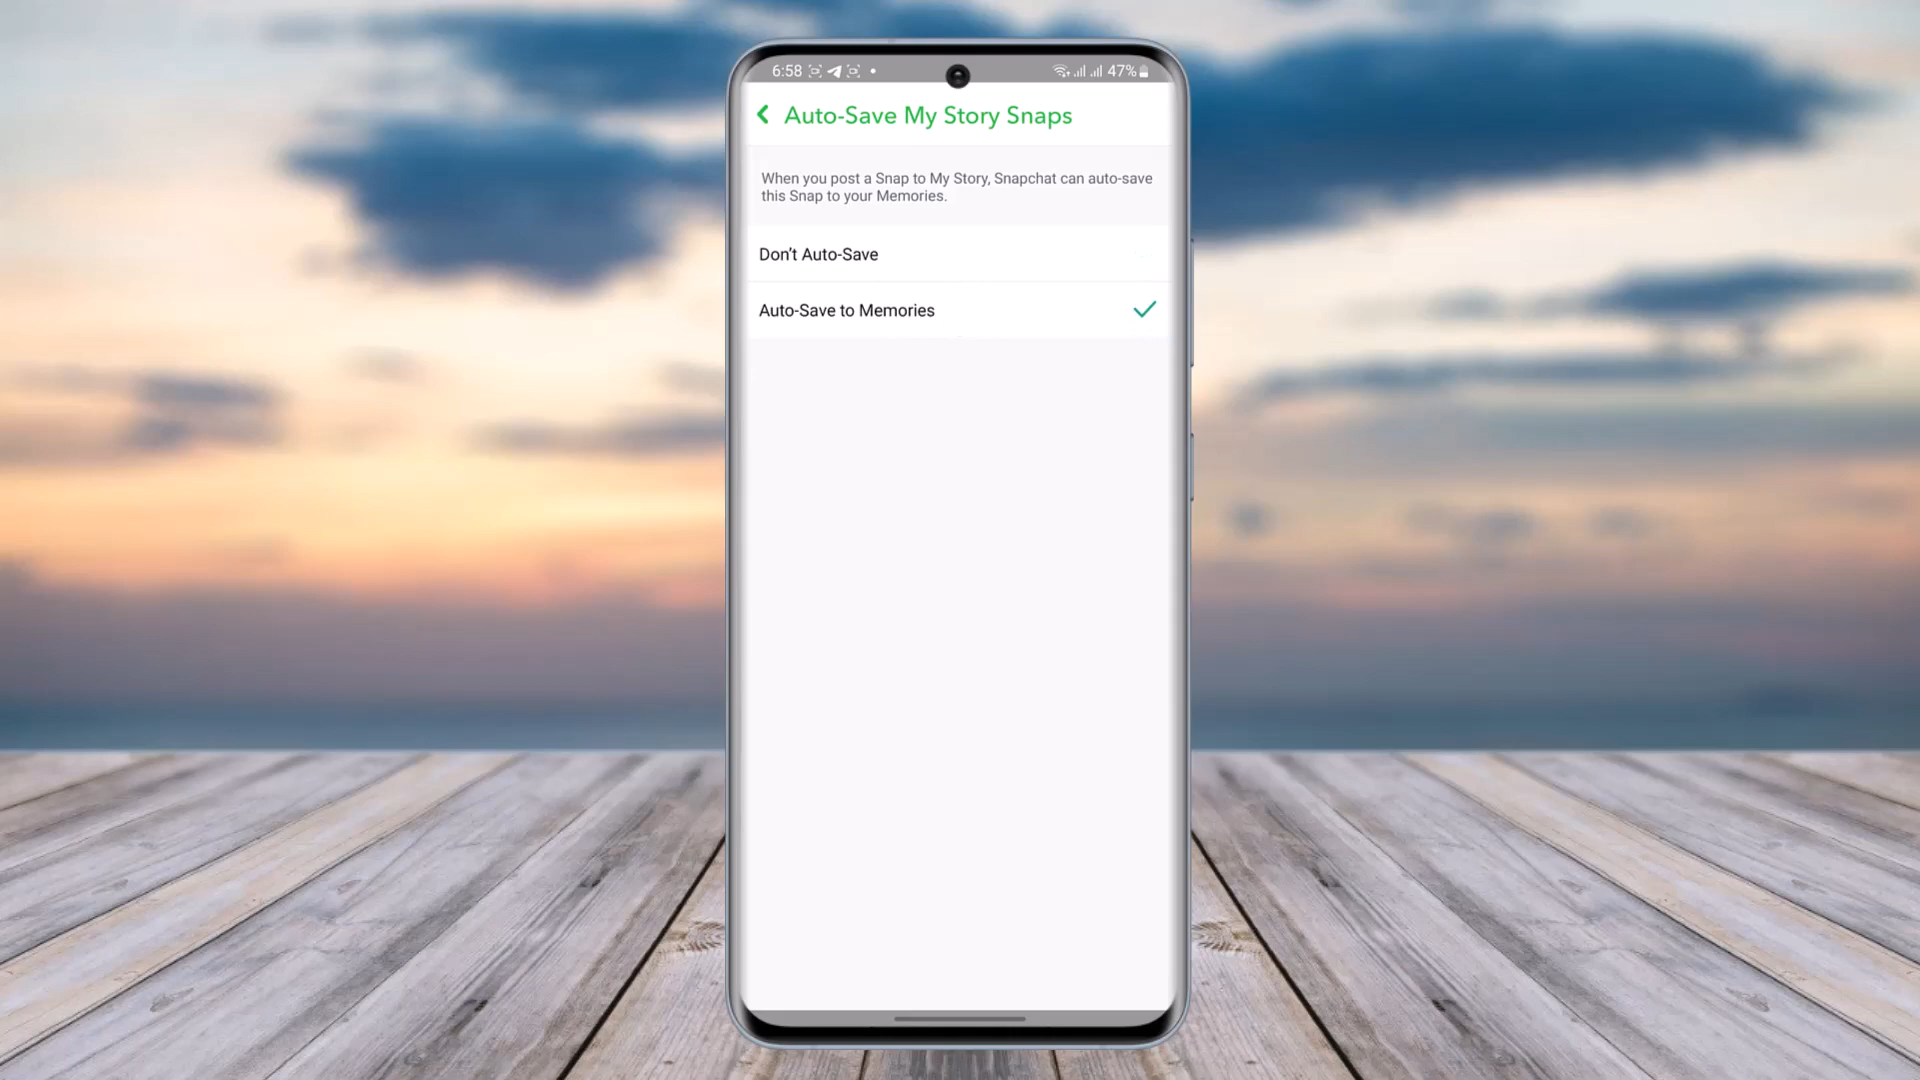 6:58
47%
Auto-Save My Story Snaps
When you post a Snap to My Story, Snapchat can auto-save
this Snap to your Memories.
Don't Auto-Save
Auto-Save to Memories